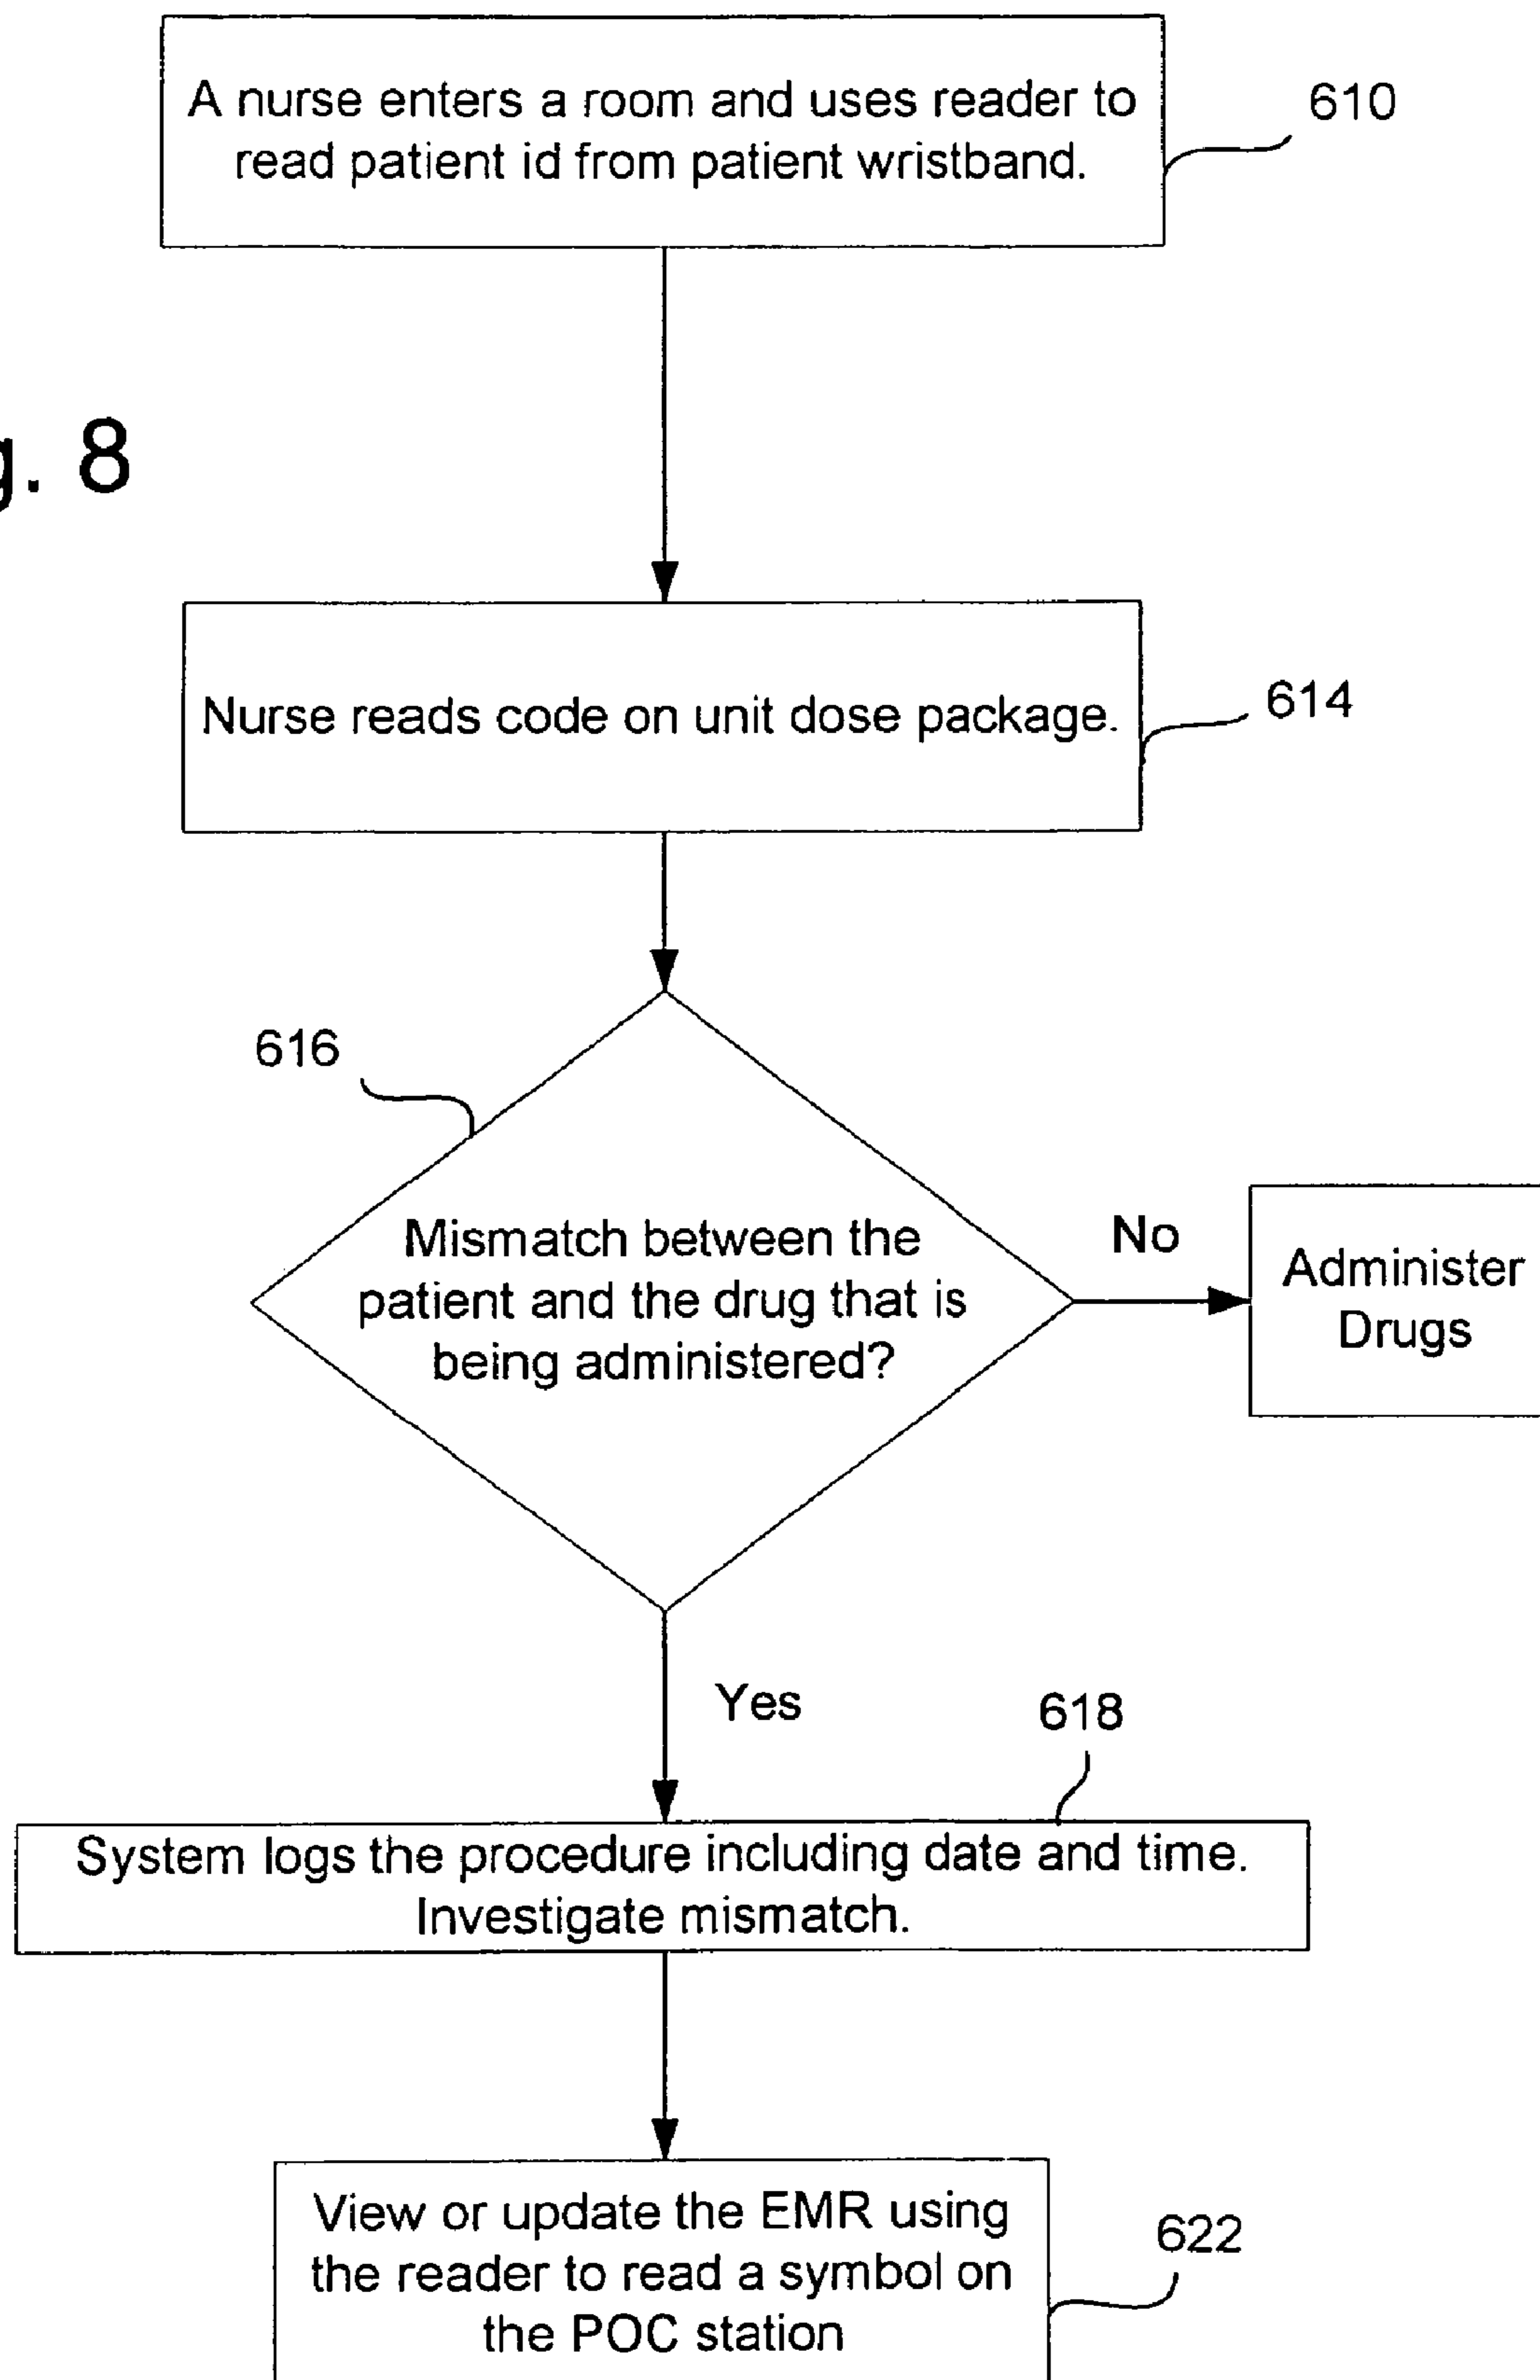 A nurse enters a room and uses reader to
read patient id from patient wristband.
610
g. 8
Nurse reads code on unit dose package.
614
616
Mismatch between the
patient and the drug that is
being administered?
No
Administer
Drugs
Yes
618
System logs the procedure including date and time.
Investigate mismatch.
View or update the EMR using
the reader to read a symbol on
the POC station
622